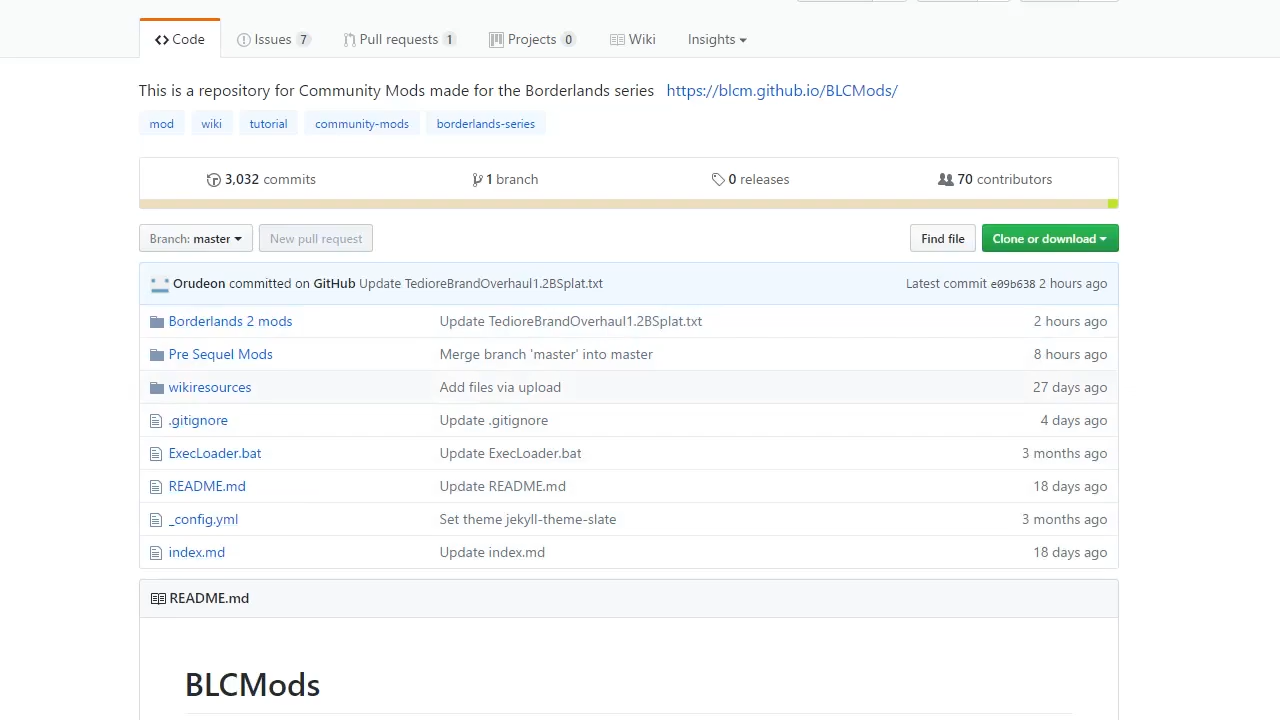 Code Issues 7 Pull requests 1 Projects 0 Wiki Insights
This is a repository for Community Mods made for the Borderlands series https://blcm.github.io/BLCMods/
mod wiki tutorial community-mods borderlands-series
3,032 commits 1 branch 0 releases 70 contributors
Branch: master New pull request Find file Clone or download
Orudeon committed on GitHub Update TedioreBrandOverhaul1.2BSplat.txt Latest commit e09b638 2 hours ago
Borderlands 2 mods Update TedioreBrandOverhaul1.2BSplat.txt 2 hours ago
Pre Sequel Mods Merge branch 'master' into master 8 hours ago
wikiresources Add files via upload 27 days ago
.gitignore Update .gitignore 4 days ago
ExecLoader.bat Update ExecLoader.bat 3 months ago
README.md Update README.md 18 days ago
_config.yml Set theme jekyll-theme-slate 3 months ago
index.md Update index.md 18 days ago
README.md
BLCMods